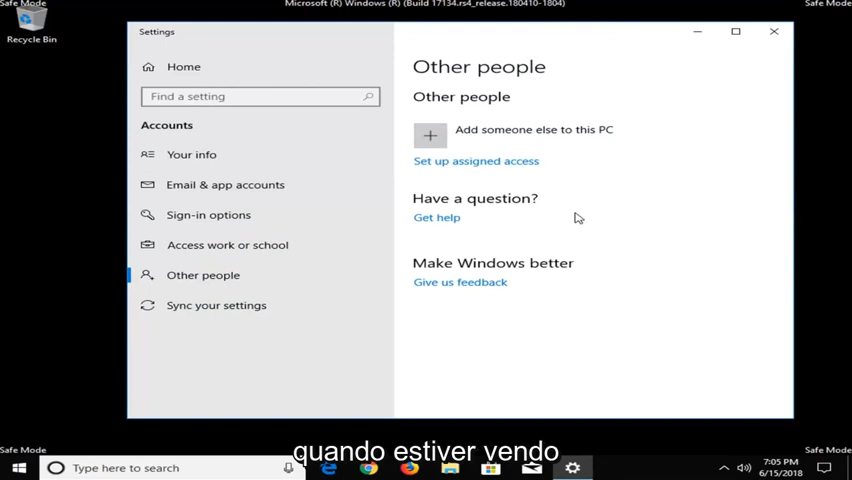 Safe Mode
Microsoft (R) Windows (R) (Build 17134.rs4_release.180410-1804)
Safe Mode
Recycle Bin
Settings
Home
Find a setting
Accounts
Your info
Email & app accounts
Sign-in options
Access work or school
Other people
Sync your settings
Other people
Other people
Add someone else to this PC
Set up assigned access
Have a question?
Get help
Make Windows better
Give us feedback
quando estiver vendo
Safe Mode
Safe Mode
Type here to search
7:05 PM
6/15/2018